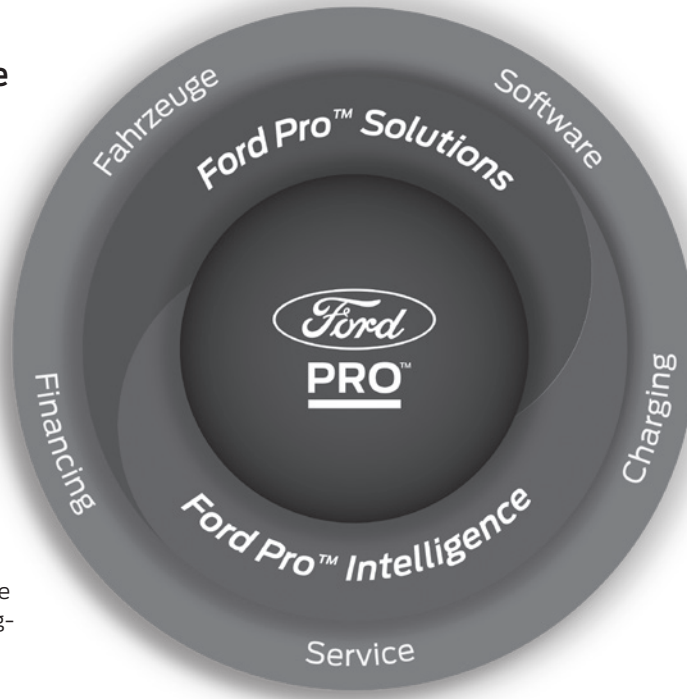 e
Fahrzeuge
Software
Ford Pro™ Solutions
Ford
PRO™
Financing
Charging
Ford Pro™ Intelligence
e
g-
Service